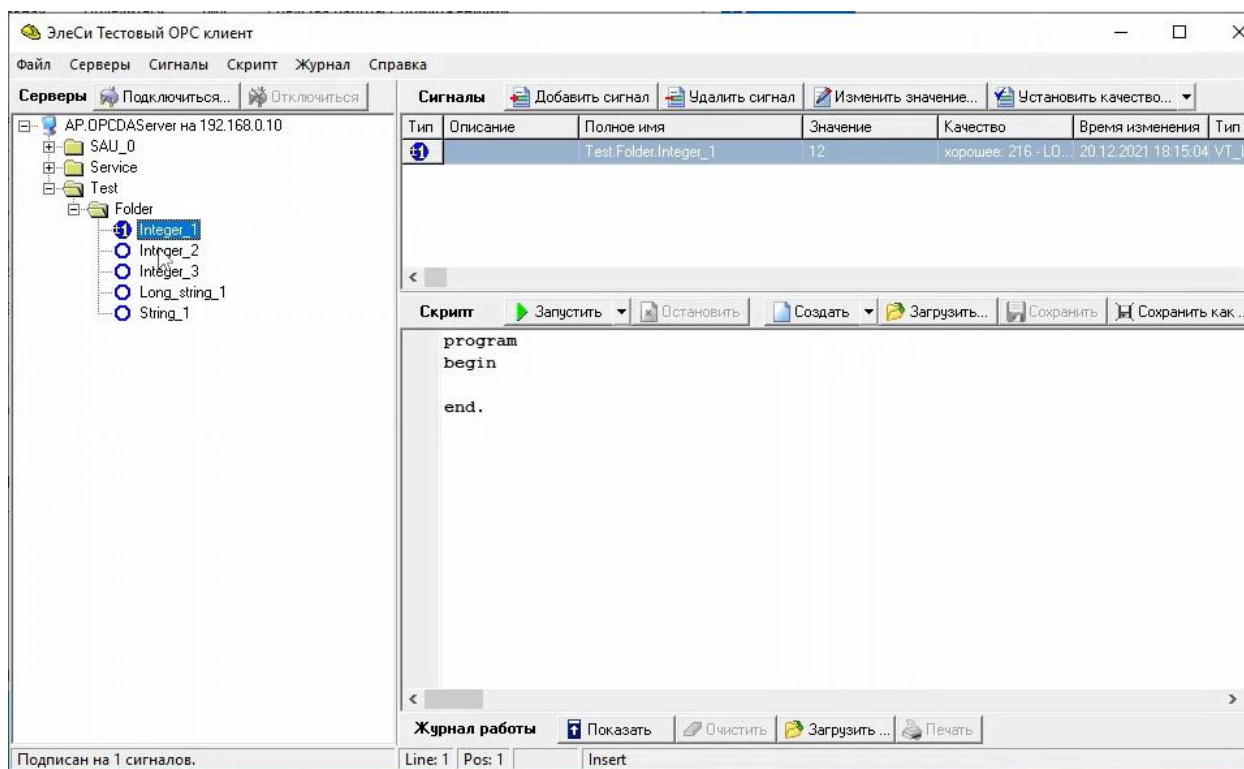 ЭлеСи Тестовый OPC клиент
Файл Серверы Сигналы Скрипт Журнал Справка
Серверы Подключиться... Отключиться
AP.OPCDAServer на 192.168.0.10
SAU_0
Service
Test
Folder
Integer_1
Integer_2
Integer_3
Long_string_1
String_1
Сигналы Добавить сигнал Удалить сигнал Изменить значение... Установить качество...
Тип Описание Полное имя Значение Качество Время изменения Тип
Test.Folder.Integer_1 12 хорошее: 216 - LO... 20.12.2021 18:15:04 VT_I
Скрипт Запустить Остановить Создать Загрузить... Сохранить Сохранить как ..
program
begin
end.
Журнал работы Показать Очистить Загрузить ... Печать
Подписан на 1 сигналов. Line: 1 Pos: 1 Insert